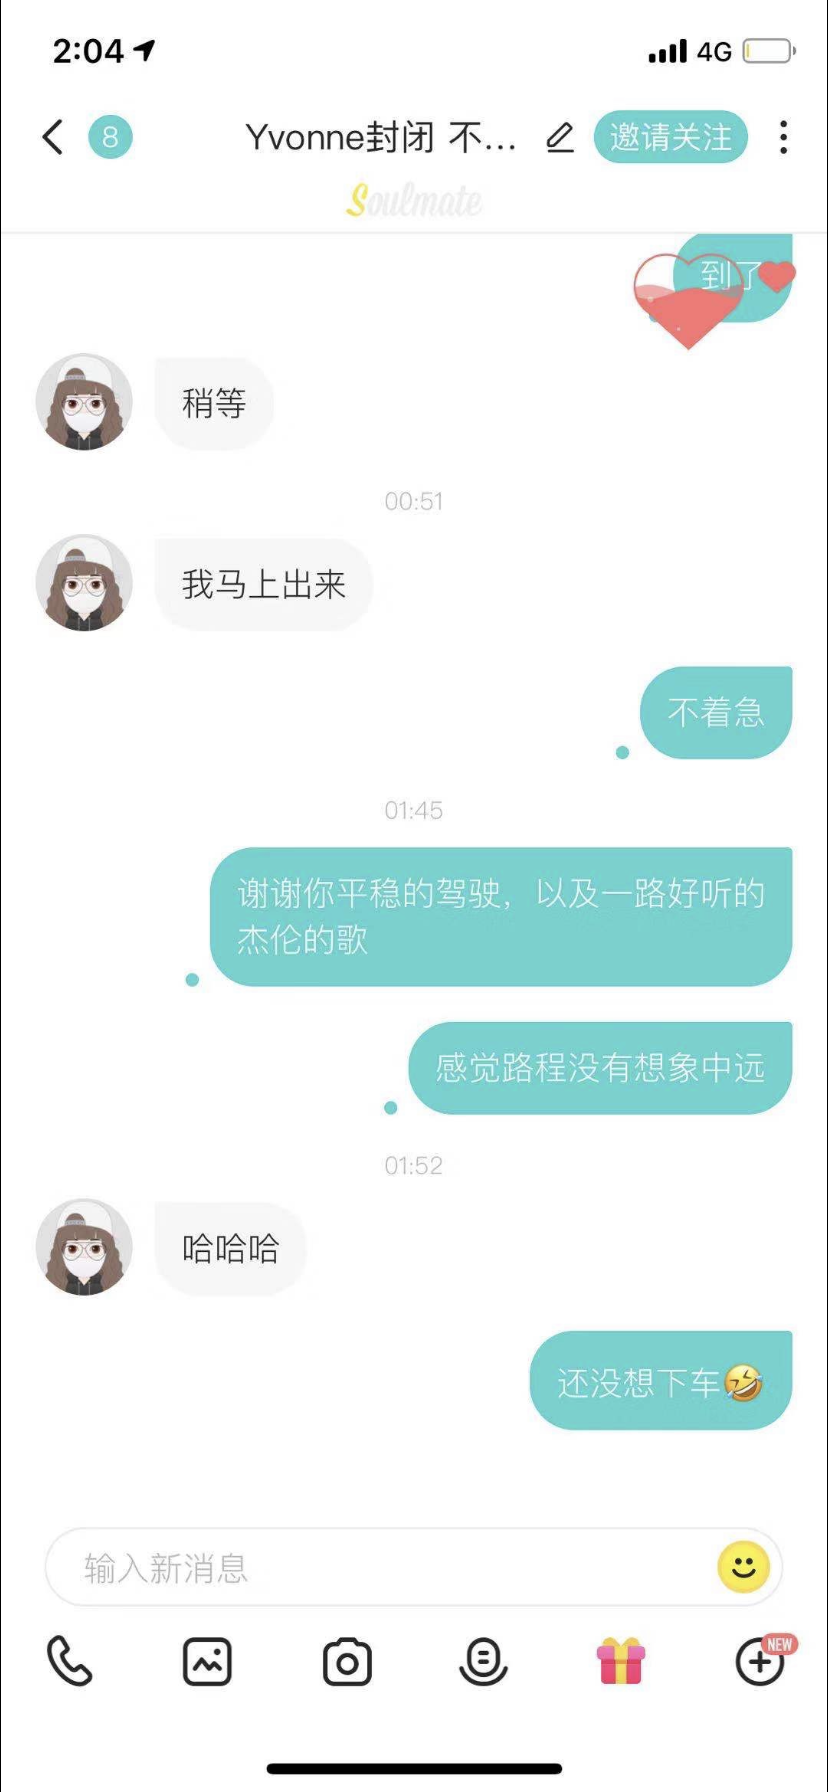 2:04
4G
8
Yvonne封闭 不...
邀请关注
Soulmate
到了
稍等
00:51
我马上出来
不着急
01:45
谢谢你平稳的驾驶，以及一路好听的
杰伦的歌
感觉路程没有想象中远
01:52
哈哈哈
还没想下车🤣
输入新消息
NEW